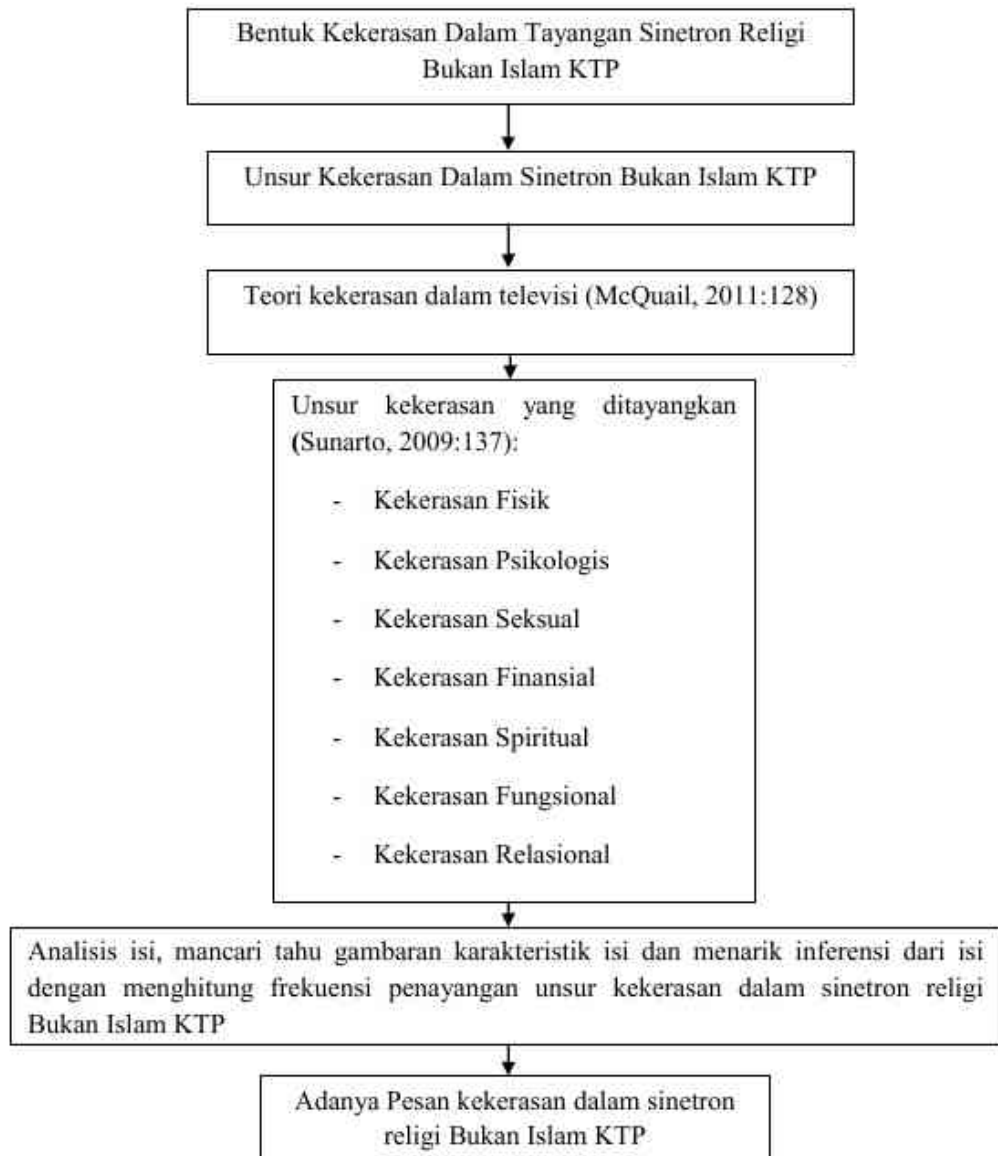 Bentuk Kekerasan Dalam Tayangan Sinetron Religi
Bukan Islam KTP
Unsur Kekerasan Dalam Sinetron Bukan Islam KTP
Teori kekerasan dalam televisi (McQuail, 2011:128)
Unsur kekerasan yang ditayangkan
(Sunarto, 2009:137):
- Kekerasan Fisik
- Kekerasan Psikologis
- Kekerasan Seksual
- Kekerasan Finansial
- Kekerasan Spiritual
- Kekerasan Fungsional
- Kekerasan Relasional
Analisis isi, mancari tahu gambaran karakteristik isi dan menarik inferensi dari isi
dengan menghitung frekuensi penayangan unsur kekerasan dalam sinetron religi
Bukan Islam KTP
Adanya Pesan kekerasan dalam sinetron
religi Bukan Islam KTP